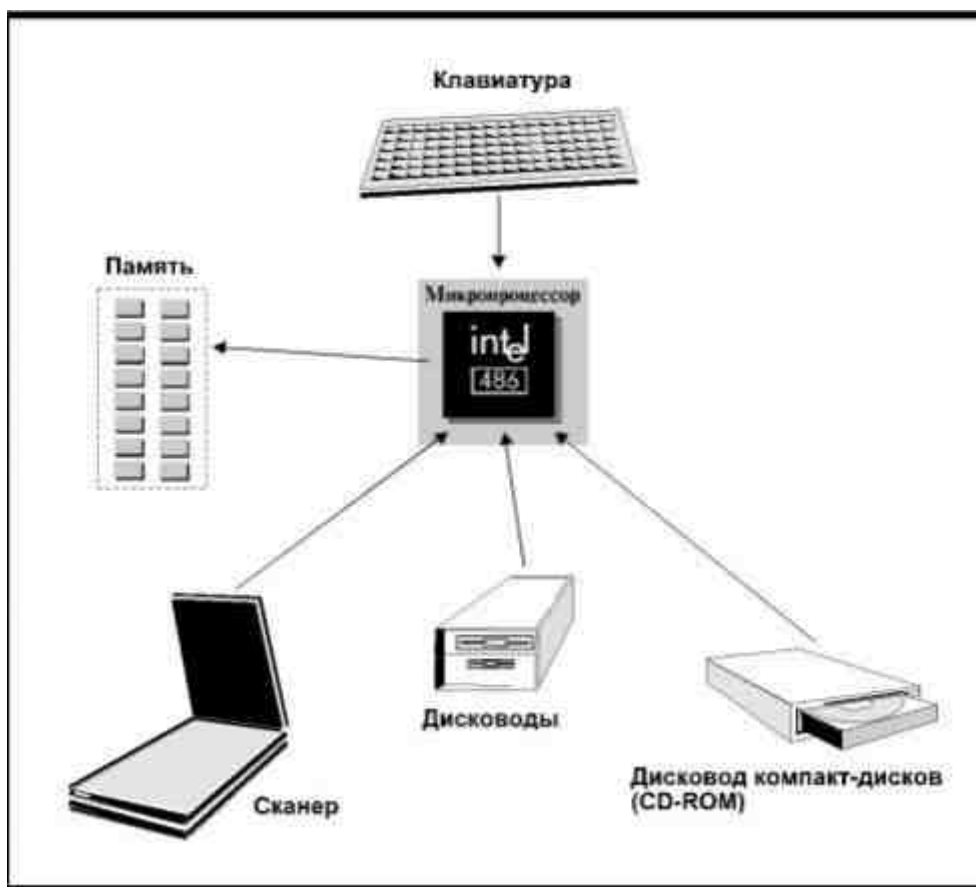 Клавиатура
Память
Микропроцессор
intel
486
Дисководы
Дисковод компакт-дисков
(CD-ROM)
Сканер